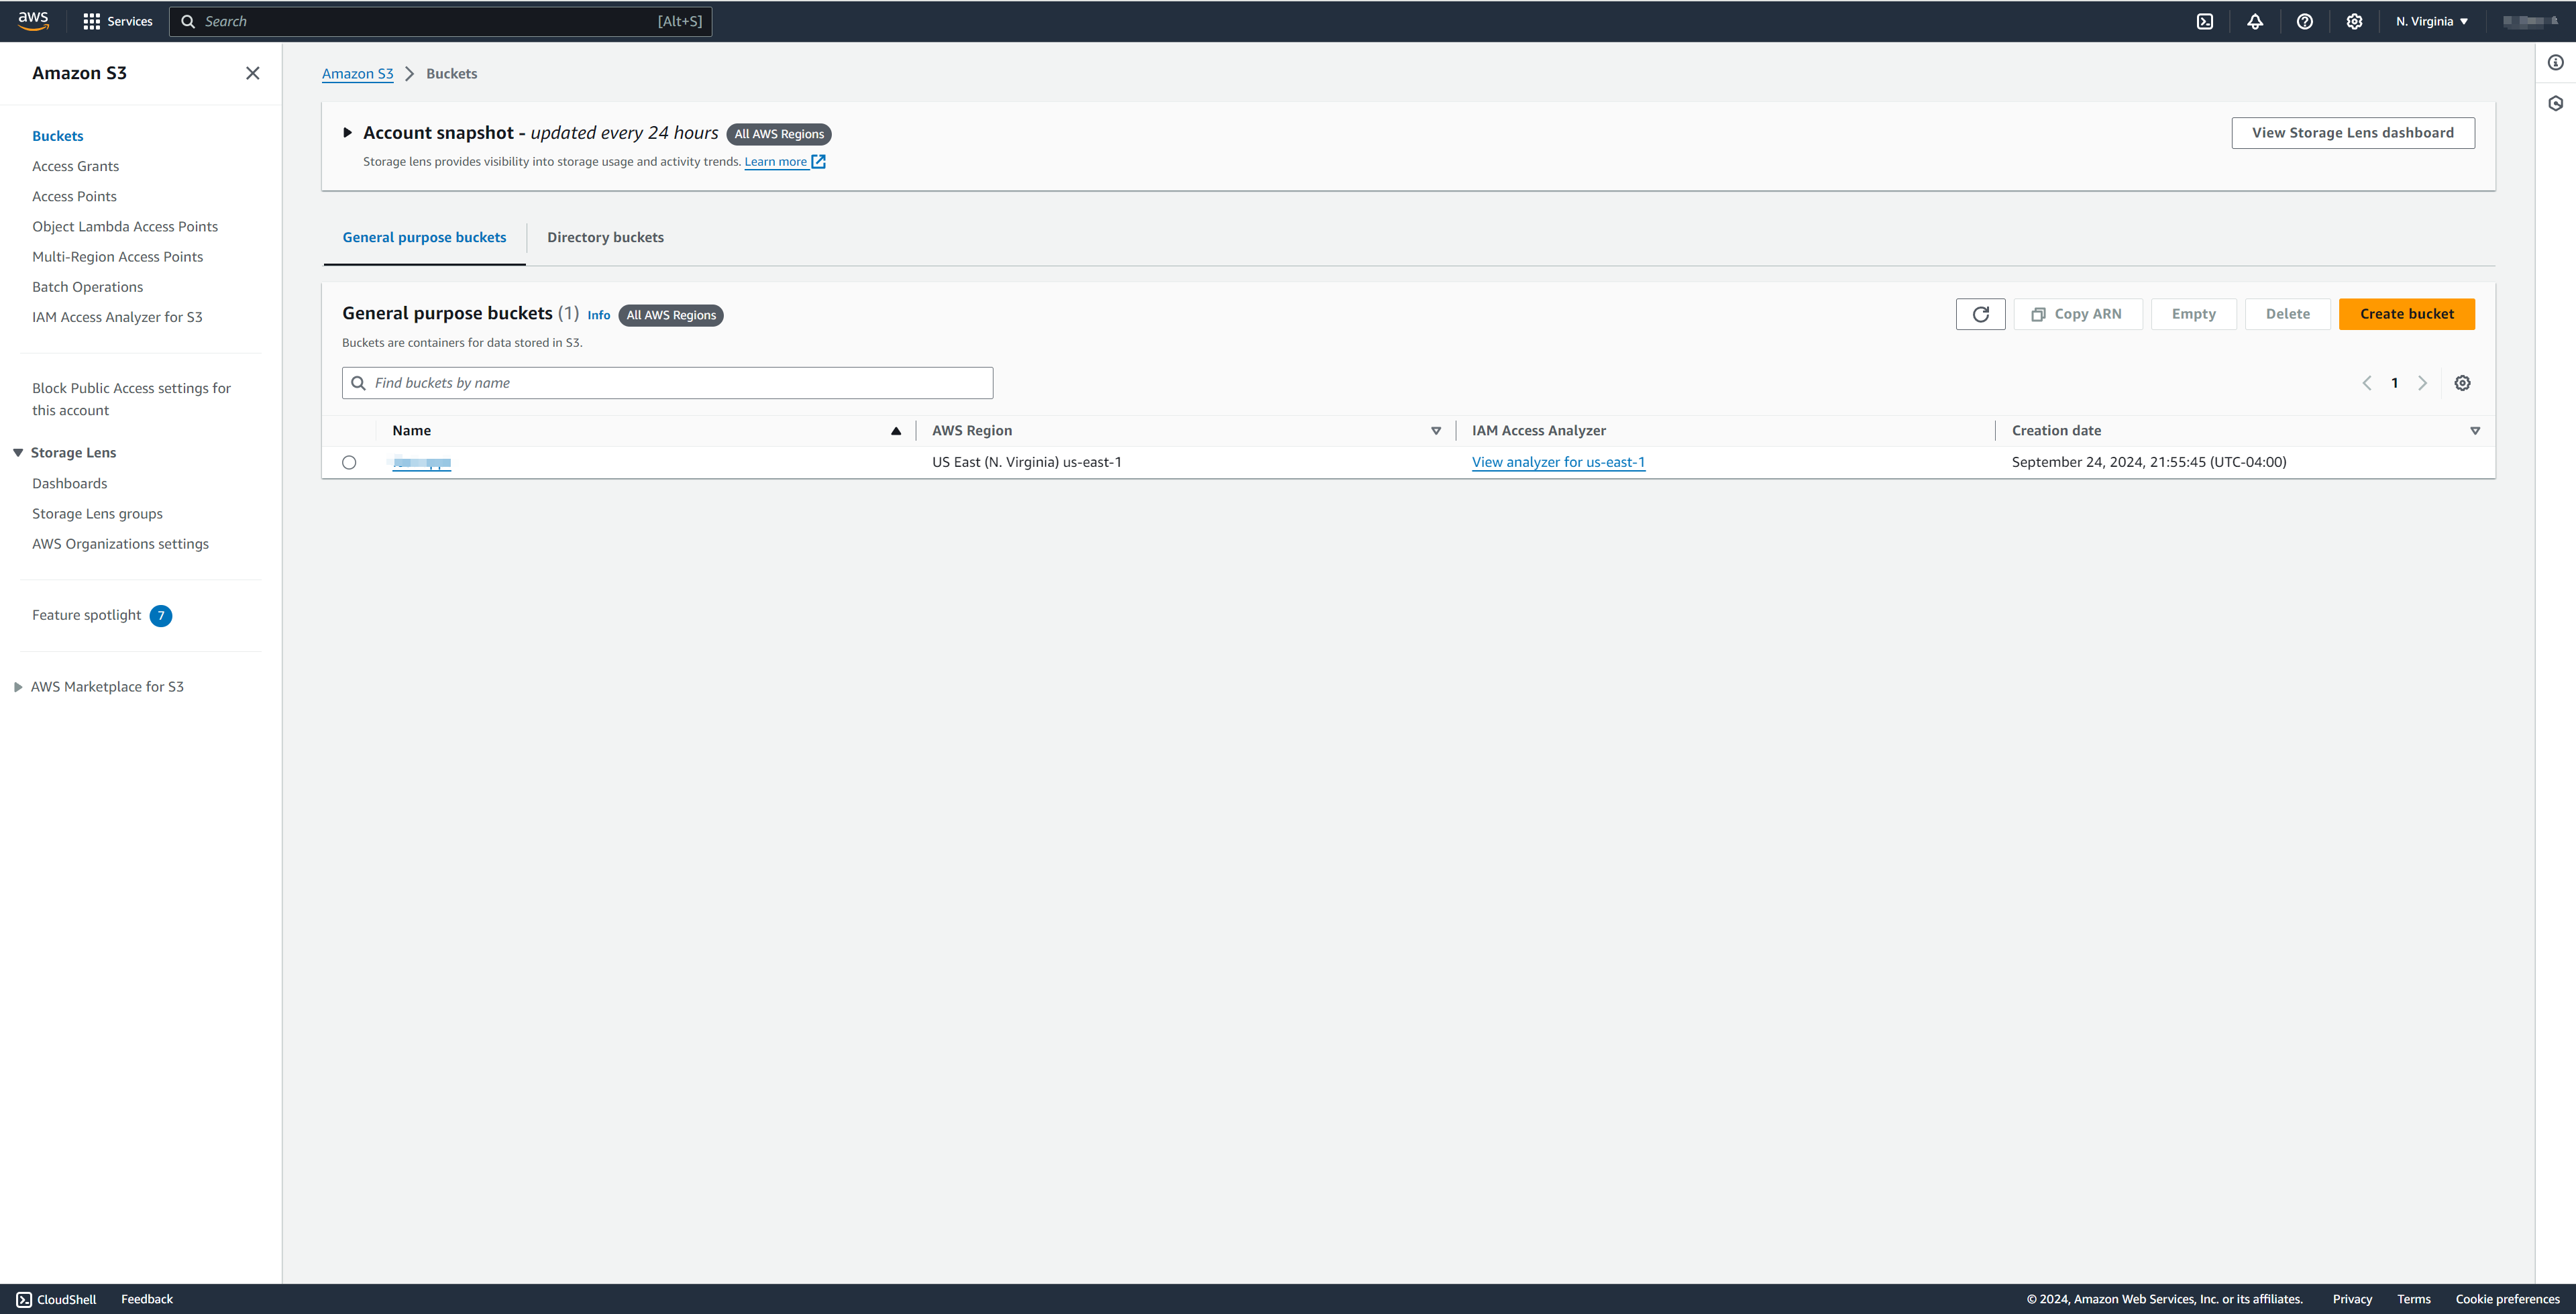 aws
Services
Search
[Alt+S]
N. Virginia
Amazon S3
Buckets
Access Grants
Access Points
Object Lambda Access Points
Multi-Region Access Points
Batch Operations
IAM Access Analyzer for S3
Block Public Access settings for
this account
Storage Lens
Dashboards
Storage Lens groups
AWS Organizations settings
Feature spotlight 7
AWS Marketplace for S3
Amazon S3 > Buckets
Account snapshot - updated every 24 hours All AWS Regions
View Storage Lens dashboard
Storage lens provides visibility into storage usage and activity trends. Learn more
General purpose buckets
Directory buckets
General purpose buckets (1) Info All AWS Regions
Copy ARN
Empty
Delete
Create bucket
Buckets are containers for data stored in S3.
Find buckets by name
1
Name AWS Region IAM Access Analyzer Creation date
US East (N. Virginia) us-east-1 View analyzer for us-east-1 September 24, 2024, 21:55:45 (UTC-04:00)
CloudShell
Feedback
© 2024, Amazon Web Services, Inc. or its affiliates.
Privacy
Terms
Cookie preferences